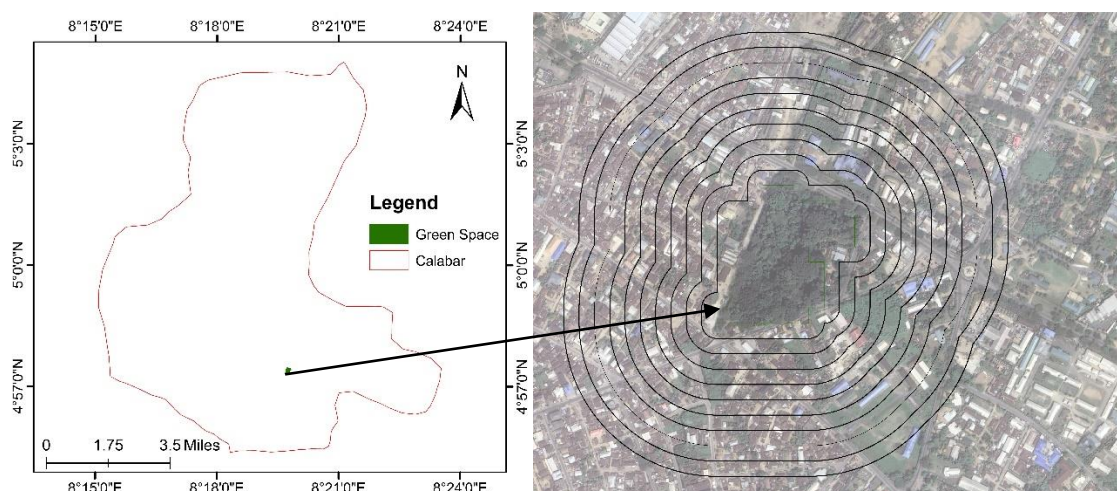 8°15'0"E 8°18'0"E 8°21'0"E 8°24'0"E
N
5°3'0"N 5°3'0"N
Legend
Green Space
Calabar
5°0'0"N 5°0'0"N
4°57'0"N 4°57'0"N
0 1.75 3.5 Miles
8°15'0"E 8°18'0"E 8°21'0"E 8°24'0"E